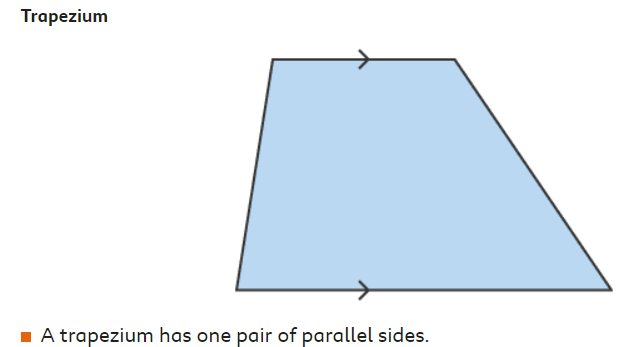 Trapezium
A trapezium has one pair of parallel sides.